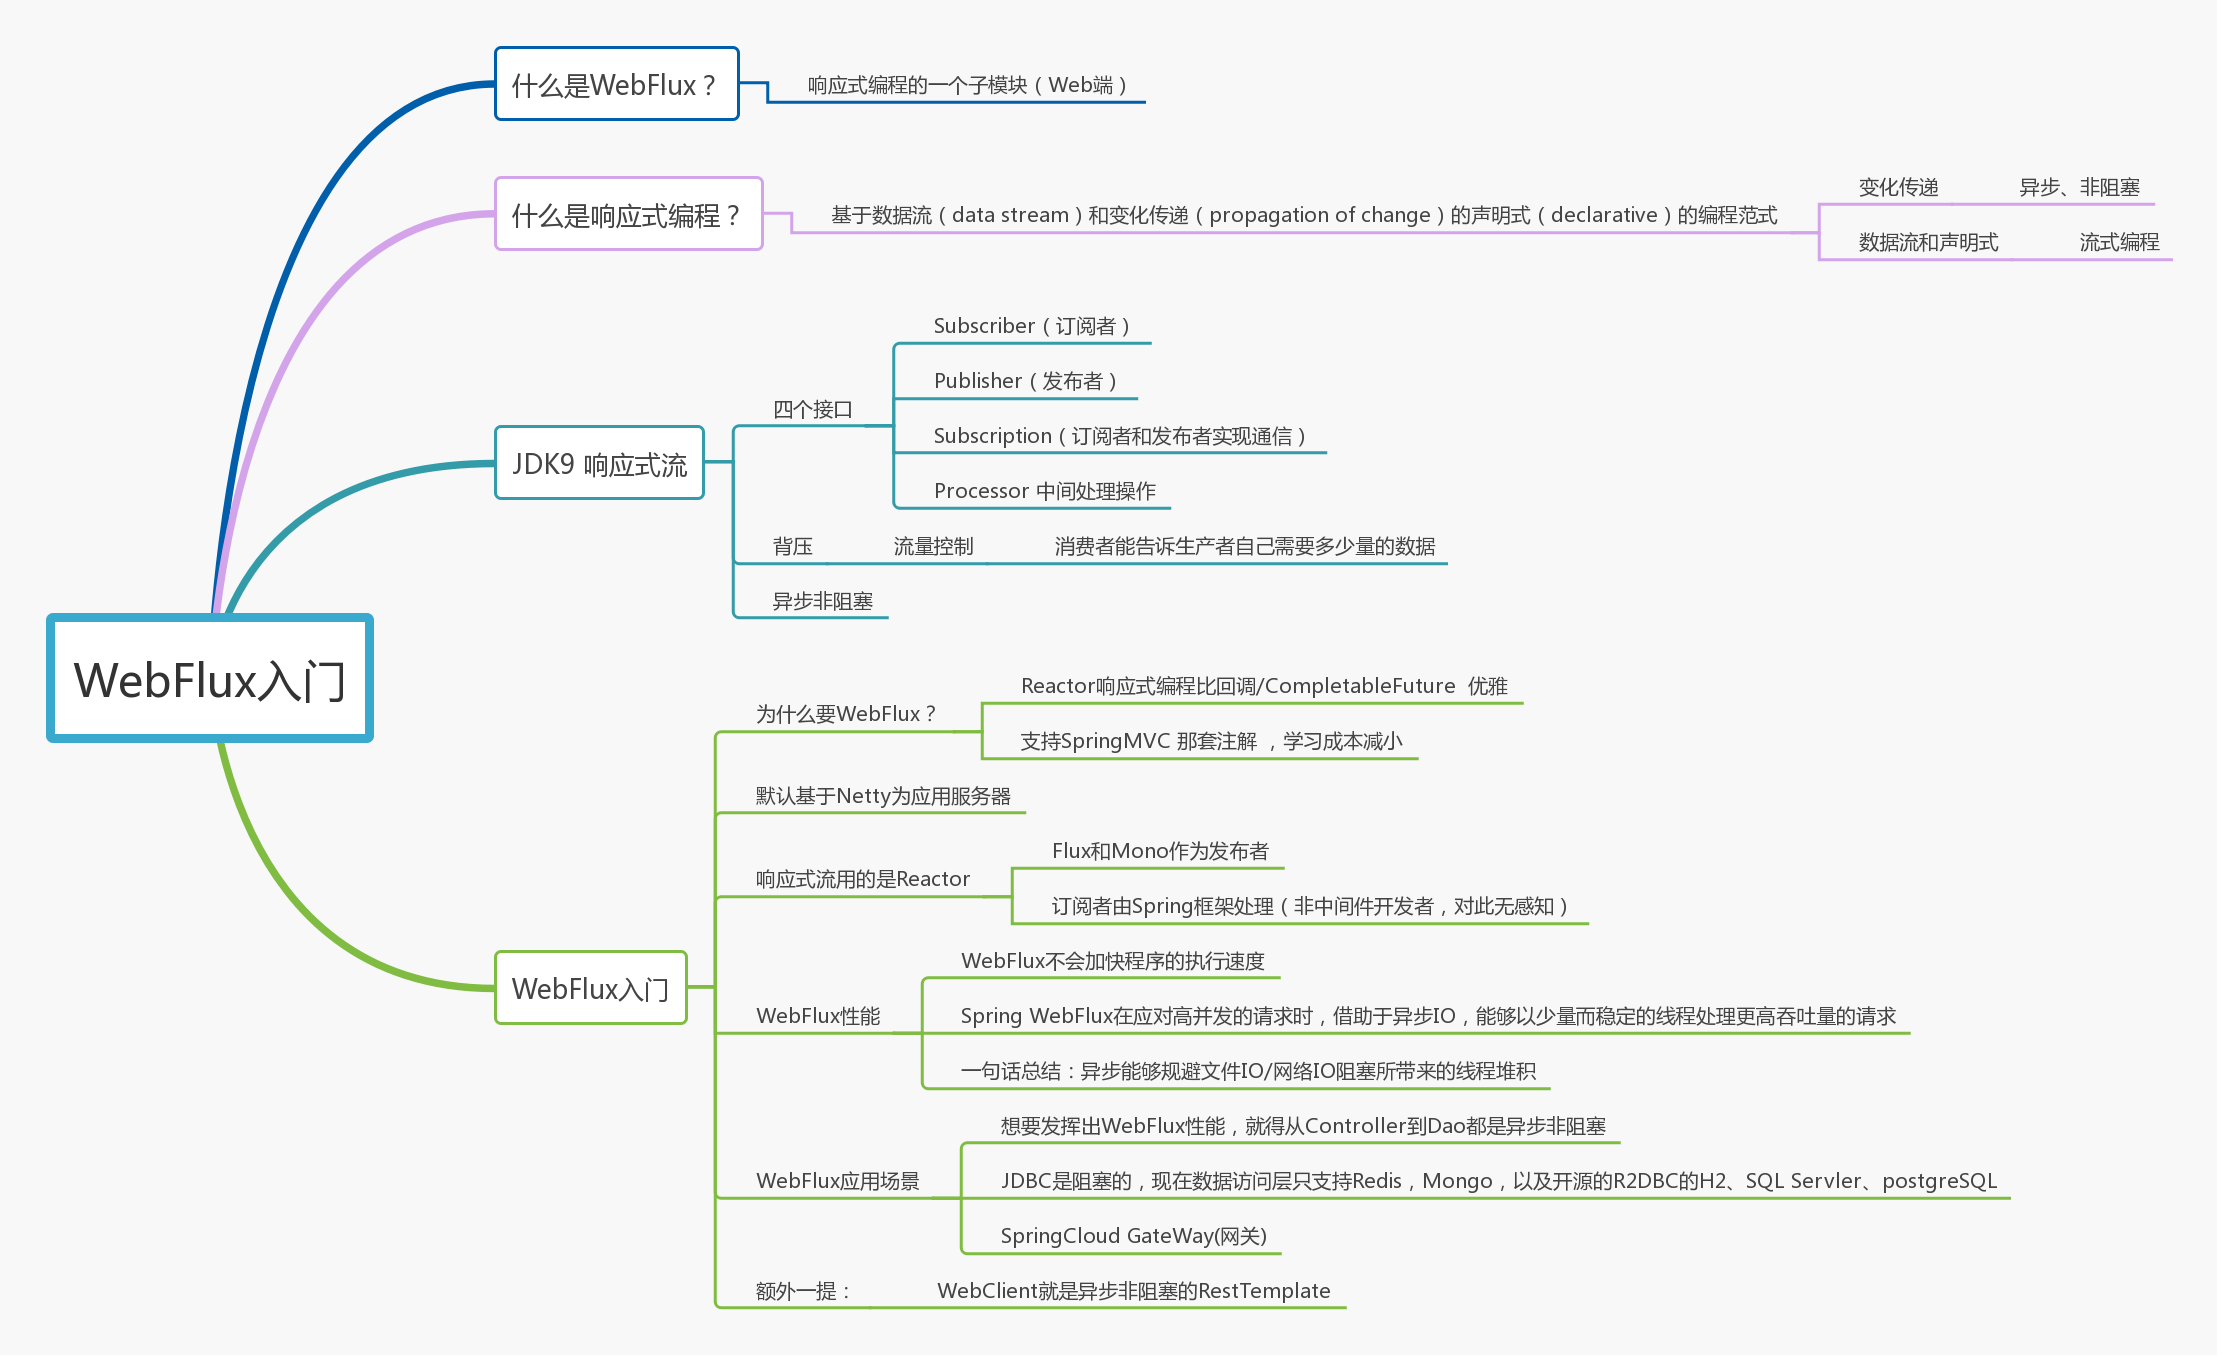 什么是WebFlux？
响应式编程的一个子模块（Web端）
什么是响应式编程？
基于数据流（data stream）和变化传递（propagation of change）的声明式（declarative）的编程范式
变化传递
异步、非阻塞
数据流和声明式
流式编程
JDK9 响应式流
四个接口
Subscriber（订阅者）
Publisher（发布者）
Subscription（订阅者和发布者实现通信）
Processor 中间处理操作
背压
流量控制
消费者能告诉生产者自己需要多少量的数据
异步非阻塞
WebFlux入门
WebFlux入门
为什么要WebFlux？
Reactor响应式编程比回调/CompletableFuture  优雅
支持SpringMVC 那套注解 ，学习成本减小
默认基于Netty为应用服务器
响应式流用的是Reactor
Flux和Mono作为发布者
订阅者由Spring框架处理（非中间件开发者，对此无感知）
WebFlux性能
WebFlux不会加快程序的执行速度
Spring WebFlux在应对高并发的请求时，借助于异步IO，能够以少量而稳定的线程处理更高吞吐量的请求
一句话总结：异步能够规避文件IO/网络IO阻塞所带来的线程堆积
WebFlux应用场景
想要发挥出WebFlux性能，就得从Controller到Dao都是异步非阻塞
JDBC是阻塞的，现在数据访问层只支持Redis，Mongo，以及开源的R2DBC的H2、SQL Servler、postgreSQL
SpringCloud GateWay(网关)
额外一提：
WebClient就是异步非阻塞的RestTemplate